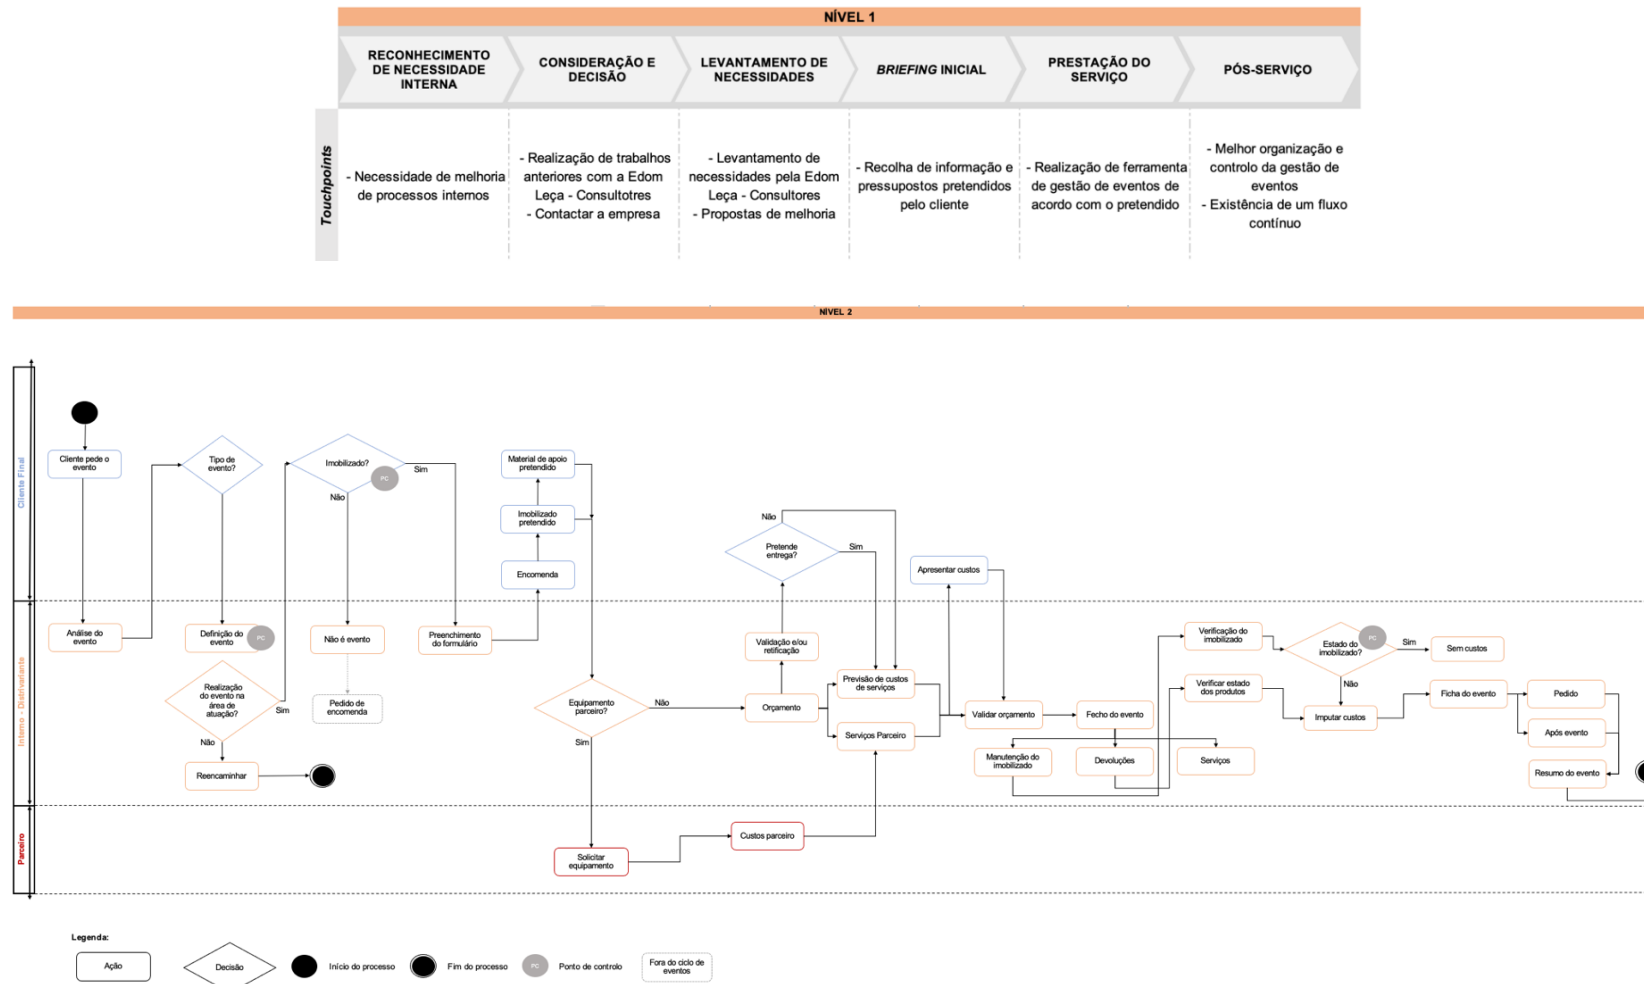 NÍVEL 1
RECONHECIMENTO
DE NECESSIDADE
INTERNA
CONSIDERAÇÃO E
DECISÃO
LEVANTAMENTO DE
NECESSIDADES
BRIEFING INICIAL
PRESTAÇÃO DO
SERVIÇO
PÓS-SERVIÇO
Touchpoints
- Necessidade de melhoria
de processos internos
- Realização de trabalhos
anteriores com a Edom
Leça - Consultotres
- Contactar a empresa
- Levantamento de
necessidades pela Edom
Leça - Consultores
- Propostas de melhoria
- Recolha de informação e
pressupostos pretendidos
pelo cliente
- Realização de ferramenta
de gestão de eventos de
acordo com o pretendido
- Melhor organização e
controlo da gestão de
eventos
- Existência de um fluxo
contínuo
NÍVEL 2
Cliente Final
Cliente pede o
evento
Tipo de
evento?
Imobilizado?
PC
Sim
Não
Material de apoio
pretendido
Imobilizado
pretendido
Encomenda
Não
Pretende
entrega?
Sim
Apresentar custos
Interno - Distrivariante
Análise do
evento
Definição do
evento
PC
Realização
do evento na
área de
atuação?
Sim
Não
Reencaminhar
Não é evento
Pedido de
encomenda
Preenchimento
do formulário
Equipamento
parceiro?
Não
Sim
Validação e/ou
retificação
Orçamento
Previsão de custos
de serviços
Serviços Parceiro
Validar orçamento
Fecho do evento
Manutenção do
imobilizado
Devoluções
Serviços
Verificação do
imobilizado
Verificar estado
dos produtos
Estado do
imobilizado?
PC
Sim
Não
Sem custos
Imputar custos
Ficha do evento
Pedido
Após evento
Resumo do evento
Parceiro
Solicitar
equipamento
Custos parceiro
Legenda:
Ação
Decisão
Início do processo
Fim do processo
PC
Ponto de controlo
Fora do ciclo de
eventos